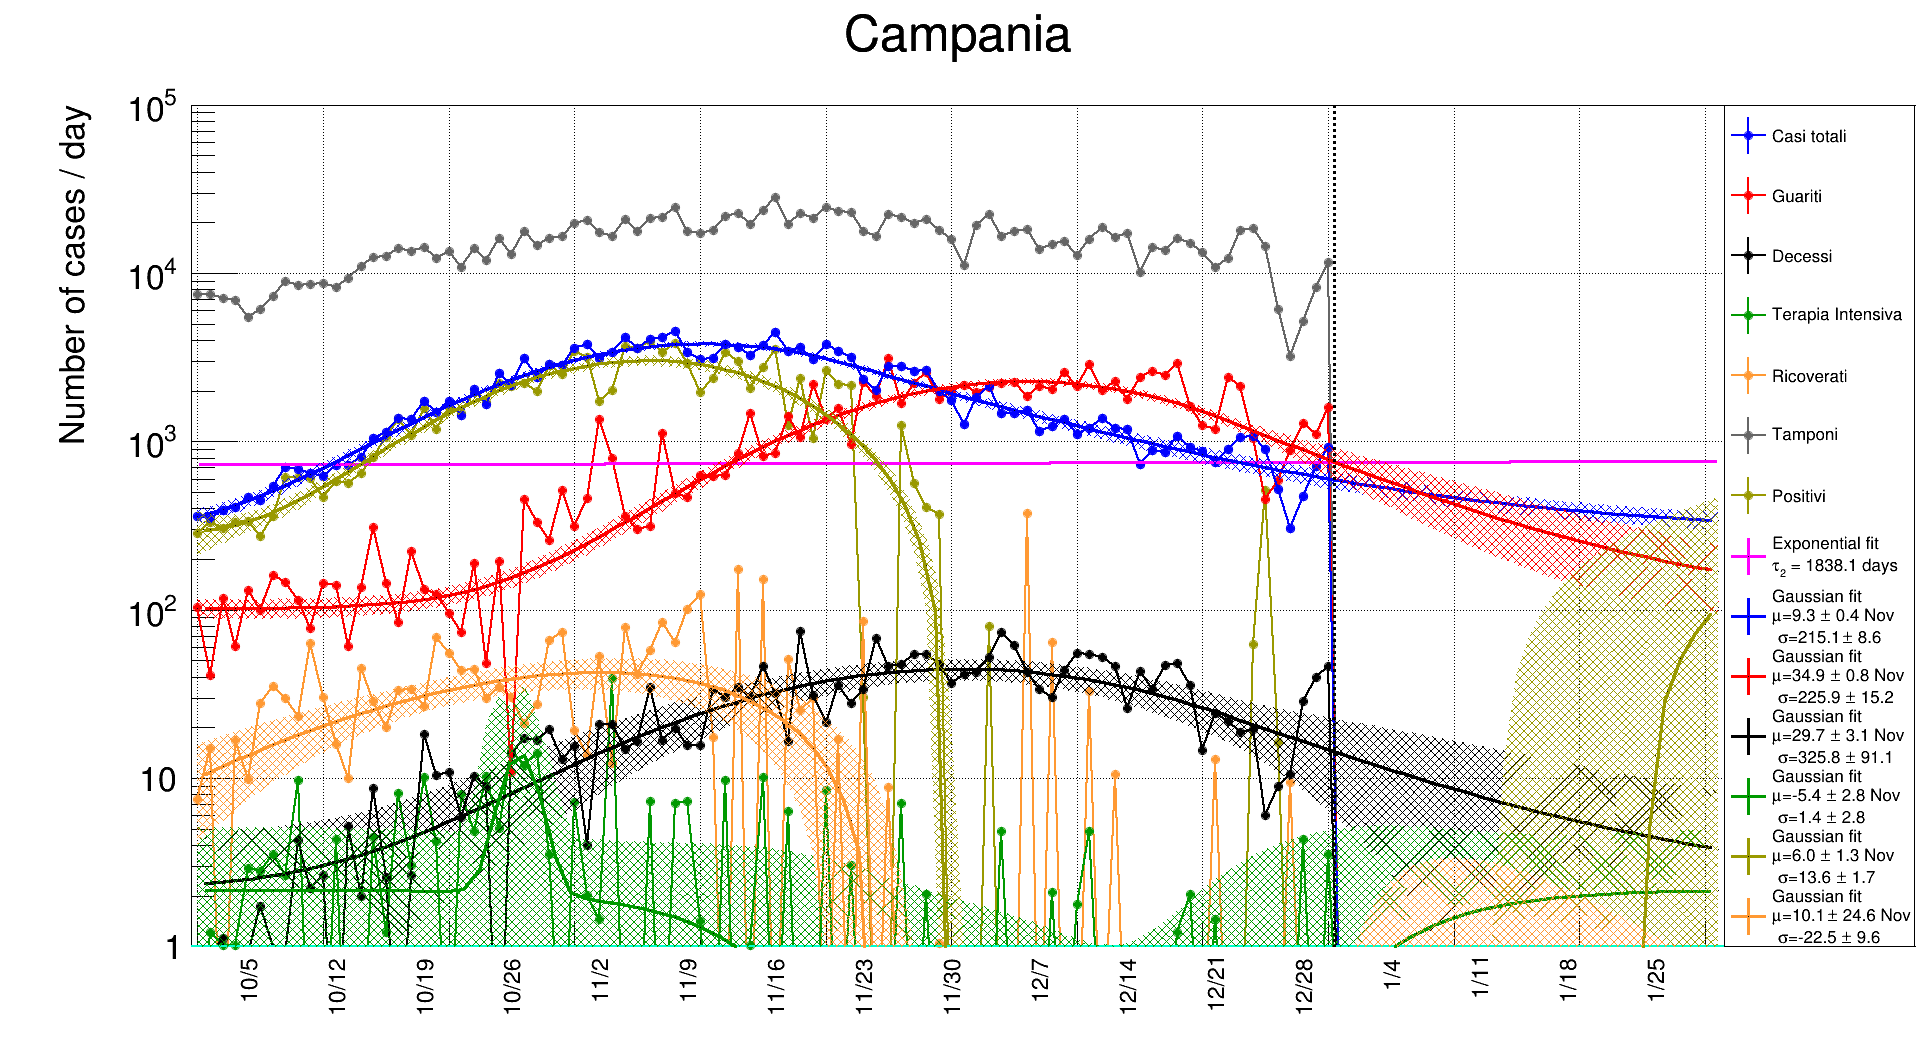 Campania
Number of cases / day
10^5
10^4
10^3
10^2
10
1
10/5
10/12
10/19
10/26
11/2
11/9
11/16
11/23
11/30
12/7
12/14
12/21
12/28
1/4
1/11
1/18
1/25
Casi totali
Guariti
Decessi
Terapia Intensiva
Ricoverati
Tamponi
Positivi
Exponential fit
τ₂ = 1838.1 days
Gaussian fit
μ=9.3 ± 0.4 Nov
σ=215.1± 8.6
Gaussian fit
μ=34.9 ± 0.8 Nov
σ=225.9 ± 15.2
Gaussian fit
μ=29.7 ± 3.1 Nov
σ=325.8 ± 91.1
Gaussian fit
μ=-5.4 ± 2.8 Nov
σ=1.4 ± 2.8
Gaussian fit
μ=6.0 ± 1.3 Nov
σ=13.6 ± 1.7
Gaussian fit
μ=10.1 ± 24.6 Nov
σ=-22.5 ± 9.6